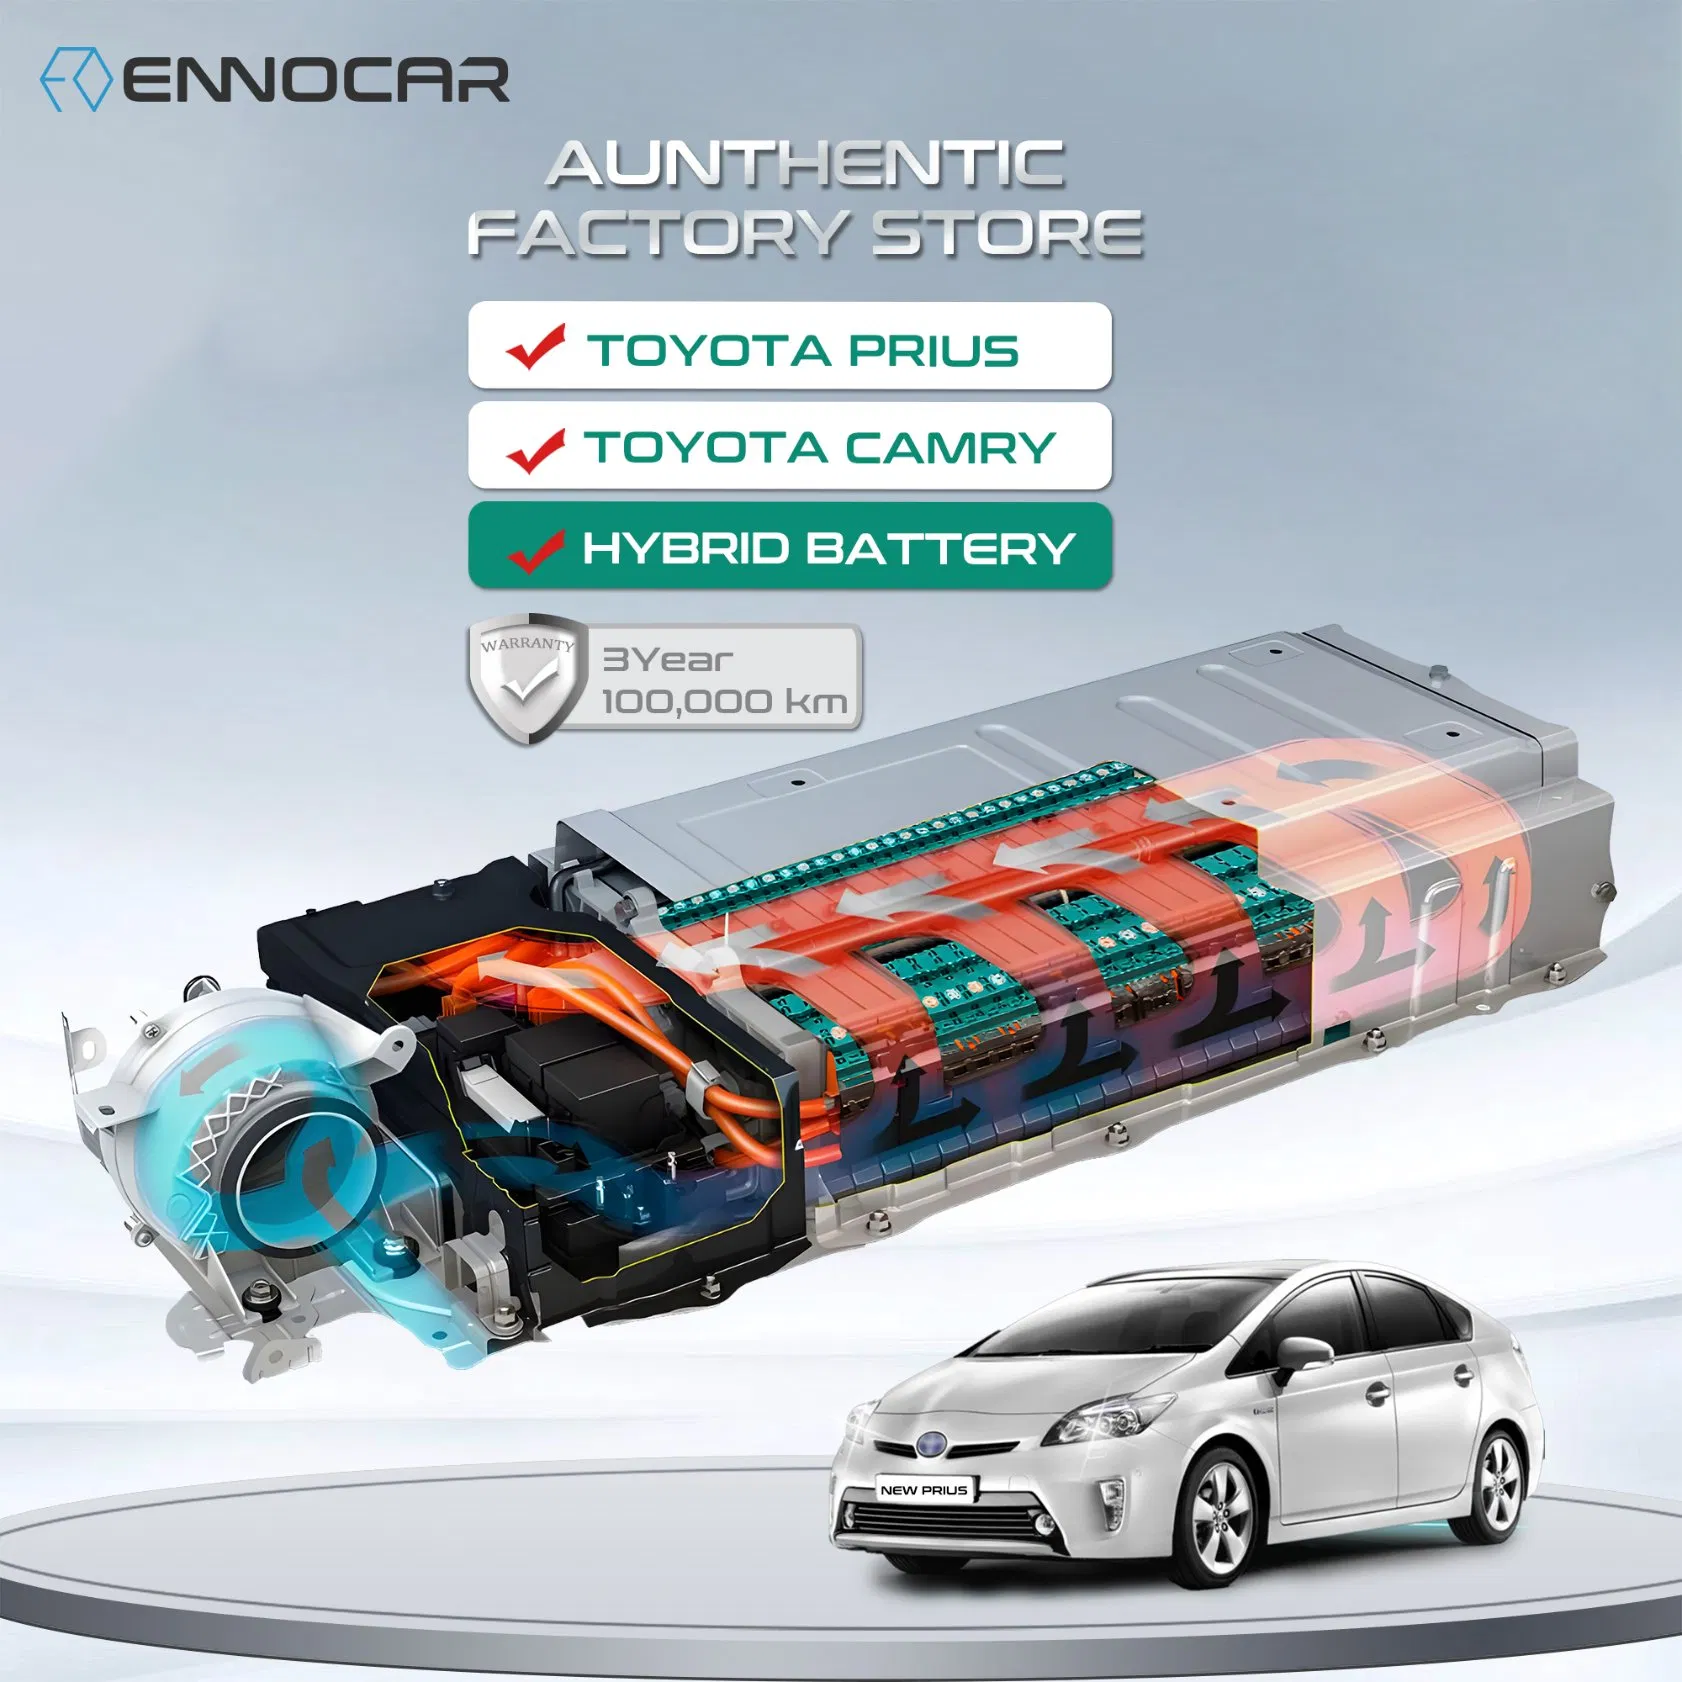 ENNOCAR
AUNTHENTIC
FACTORY STORE
TOYOTA PRIUS
TOYOTA CAMRY
HYBRID BATTERY
WARRANTY
3Year
100,000 km
NEW PRIUS